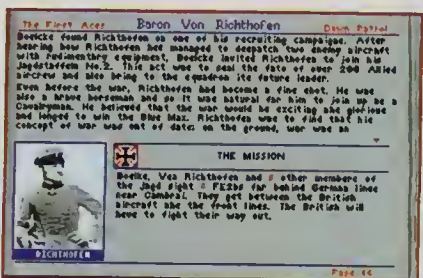 The First Aces Baron Von Richthofen Dawn Patrol
Boelcke found Richthofen on one of his recruiting campaigns. After
hearing how Richthofen had managed to despatch two enemy aircraft
with rudimentary equipment, Boelcke invited Richthofen to join his
Jagdstaffeln No.2. This act was to seal the fate of over 200 Allied
aircrew and also bring to the squadron its future leader.
Even before the war, Richthofen had become a fine shot. He was
also a brave horseman and so it was natural for him to join up as a
Cavalryman. He believed that the war would be exciting and glorious
and longed to win the Blue Max. Richthofen was to find that his
concept of war was out of date: on the ground, war was an
THE MISSION
Boelke, Von Richthofen and other members of
the Jagd sight FE2bs far behind German lines
near Cambrai. They get between the British
aircraft and the front lines. The British will
have to fight their way out.
RICHTHOFEN
Page 44